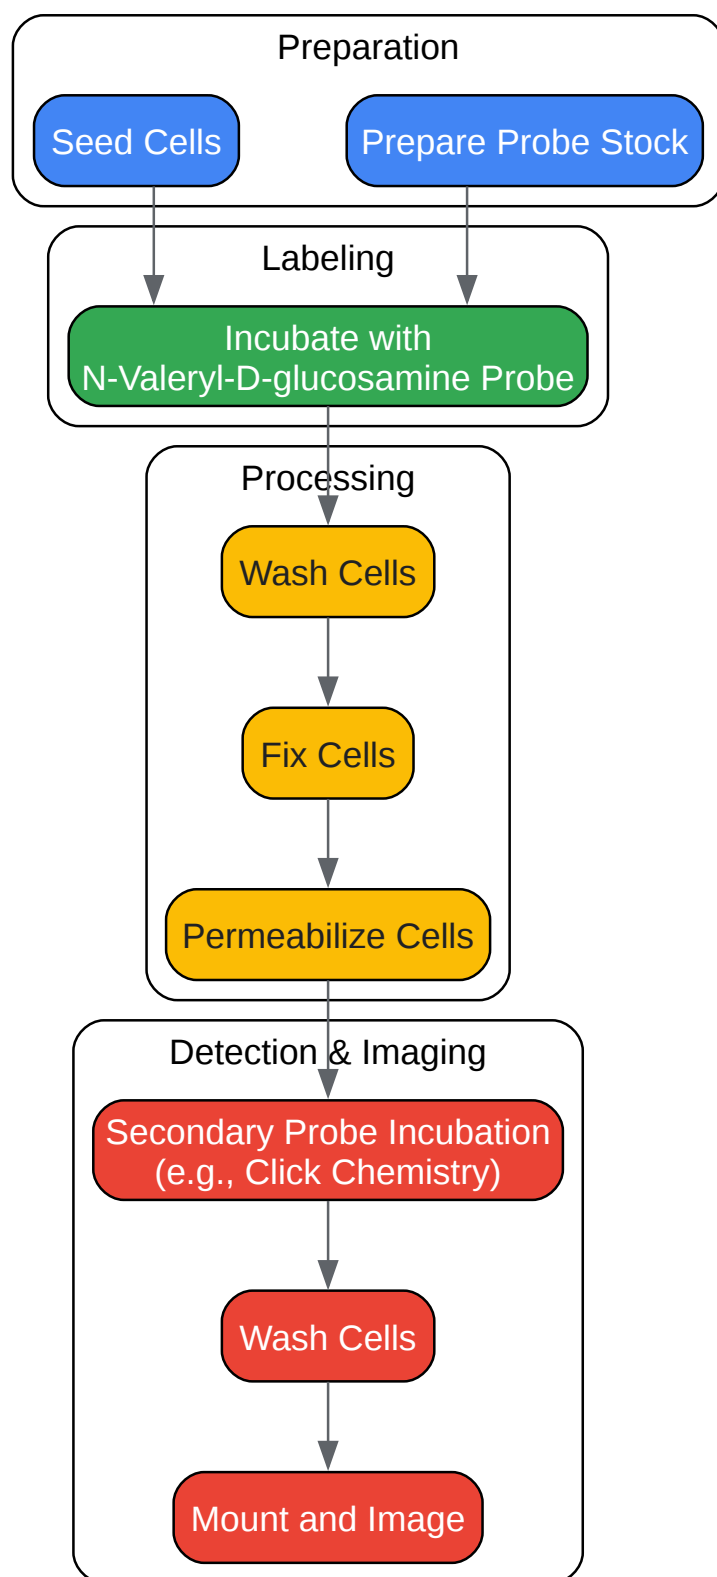 Preparation
Seed Cells
Prepare Probe Stock
Labeling
Incubate with
N-Valeryl-D-glucosamine Probe
Processing
Wash Cells
Fix Cells
Permeabilize Cells
Detection & Imaging
Secondary Probe Incubation
(e.g., Click Chemistry)
Wash Cells
Mount and Image